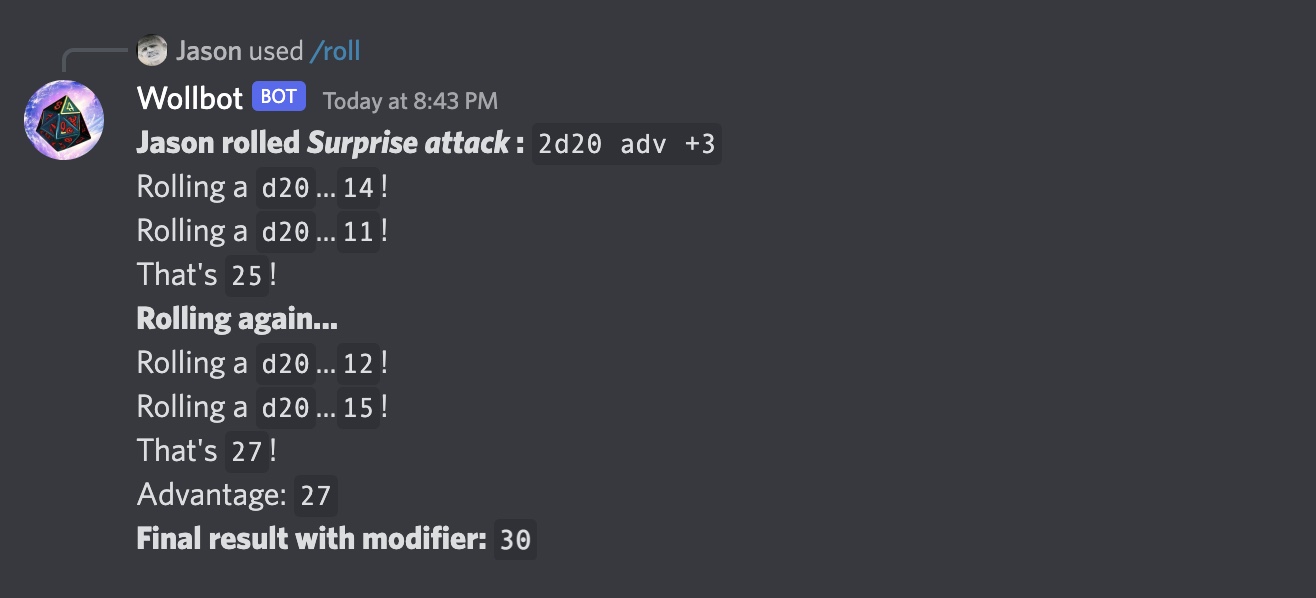 Jason used /roll
Wollbot BOT Today at 8:43 PM
Jason rolled Surprise attack : 2d20 adv +3
Rolling a d20...14!
Rolling a d20...11!
That's 25!
Rolling again...
Rolling a d20...12!
Rolling a d20...15!
That's 27!
Advantage: 27
Final result with modifier: 30